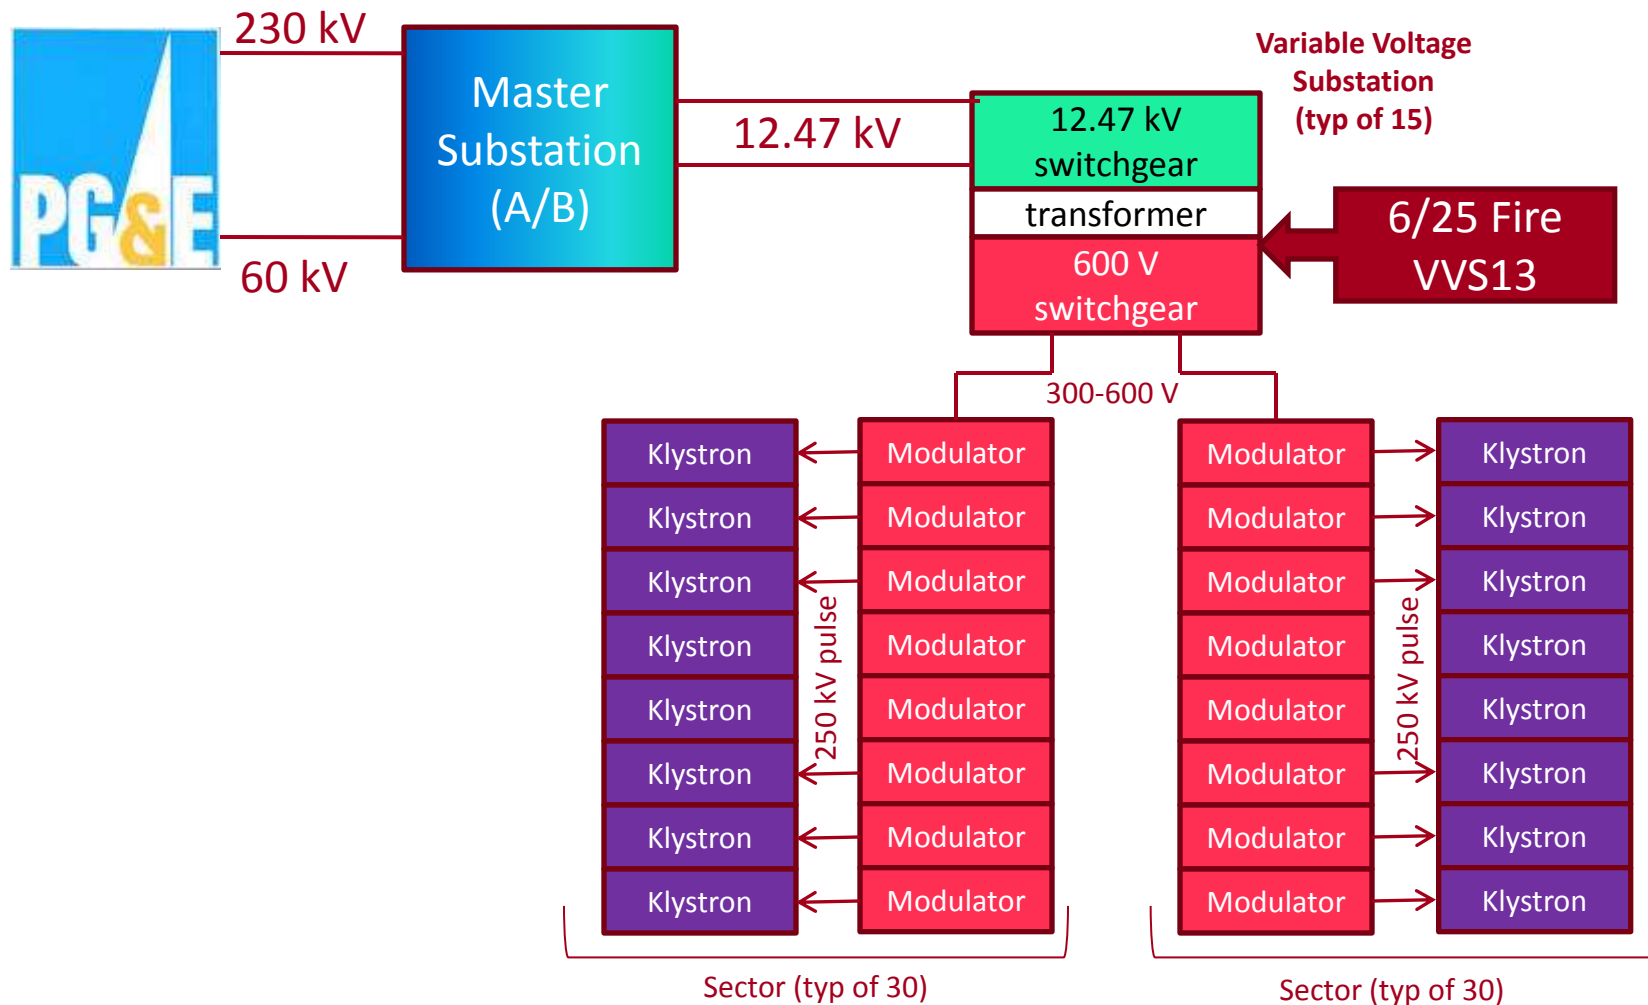 230 kV
PG&E
60 kV
Master
Substation
(A/B)
12.47 kV
Variable Voltage
Substation
(typ of 15)
12.47 kV
switchgear
transformer
600 V
switchgear
6/25 Fire
VVS13
300-600 V
Klystron
Modulator
Modulator
Klystron
Klystron
Modulator
Modulator
Klystron
Klystron
Modulator
Modulator
Klystron
Klystron
Modulator
Modulator
Klystron
Klystron
Modulator
Modulator
Klystron
Klystron
Modulator
Modulator
Klystron
Klystron
Modulator
Modulator
Klystron
Klystron
Modulator
Modulator
Klystron
250 kV pulse
250 kV pulse
Sector (typ of 30)
Sector (typ of 30)